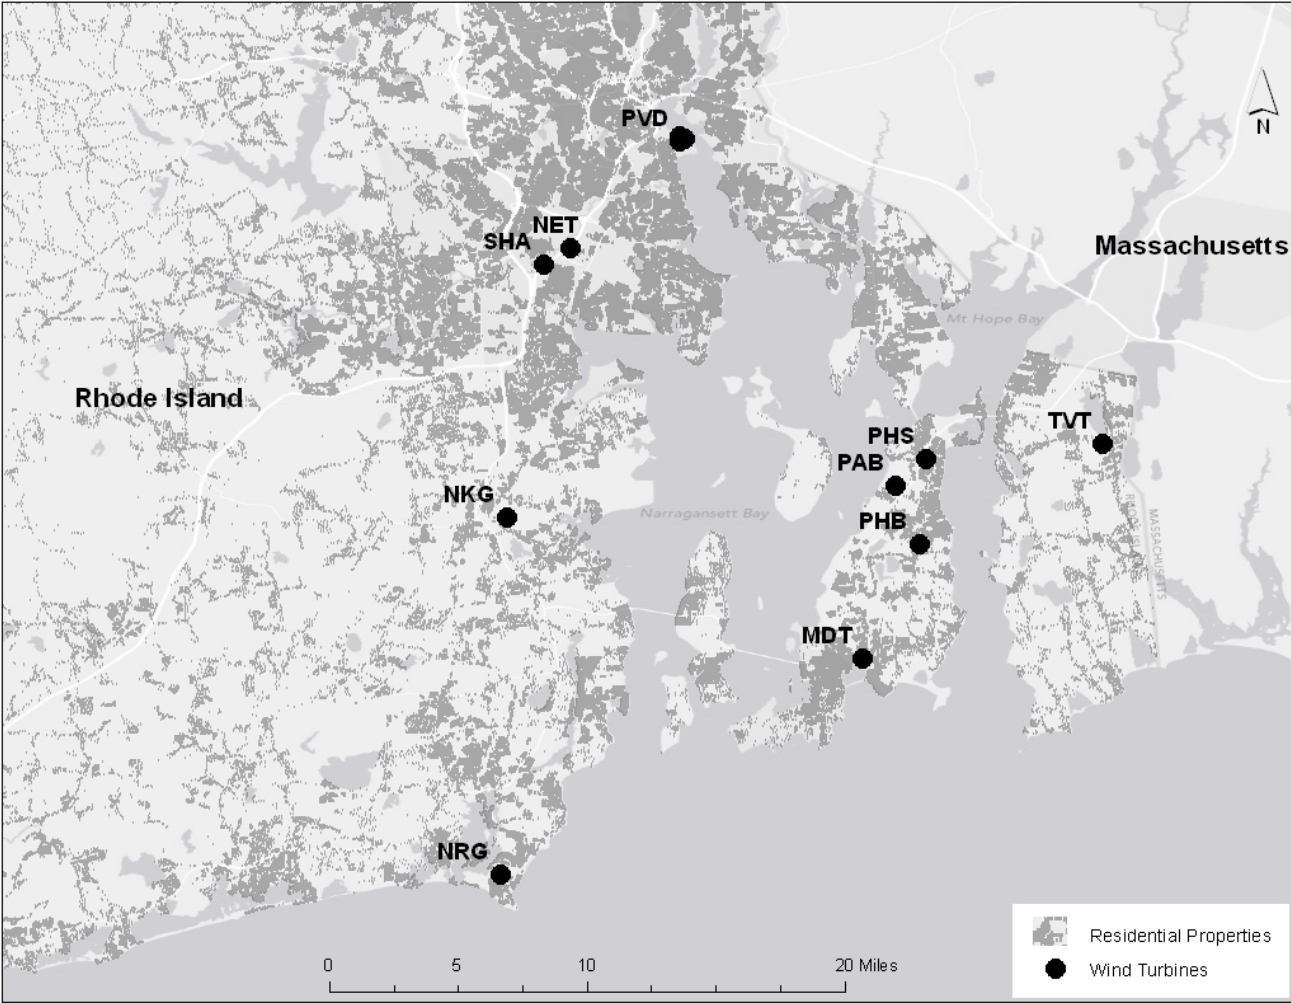 PVD
N
NET
SHA
Massachusetts
Mt Hope Bay
Rhode Island
TVT
PHS
PAB
NKG
Narragansett Bay
PHB
MASSACHUSETTS
MDT
NRG
Residential Properties
Wind Turbines
0 5 10 20 Miles